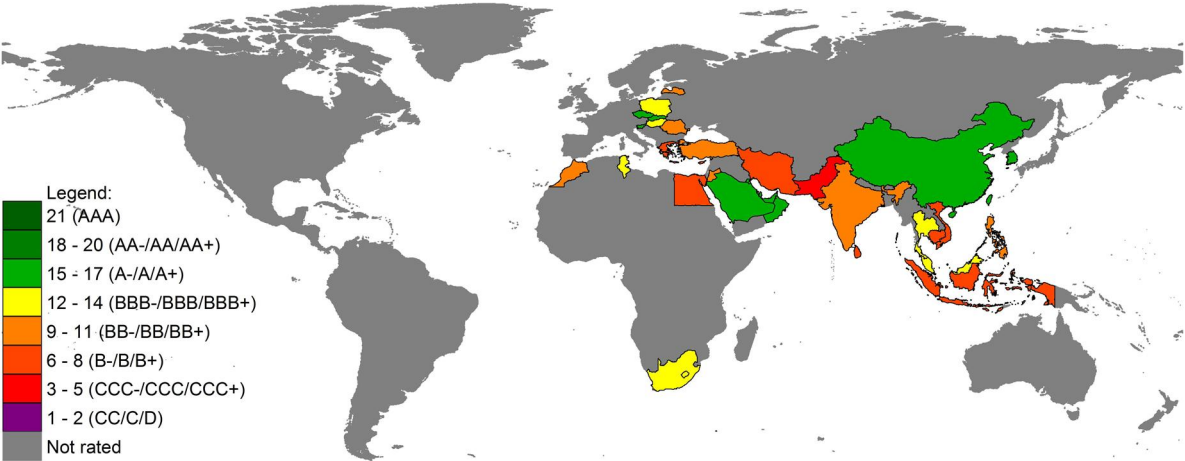 Legend:
21 (AAA)
18 - 20 (AA-/AA/AA+)
15 - 17 (A-/A/A+)
12 - 14 (BBB-/BBB/BBB+)
9 - 11 (BB-/BB/BB+)
6 - 8 (B-/B/B+)
3 - 5 (CCC-/CCC/CCC+)
1 - 2 (CC/C/D)
Not rated